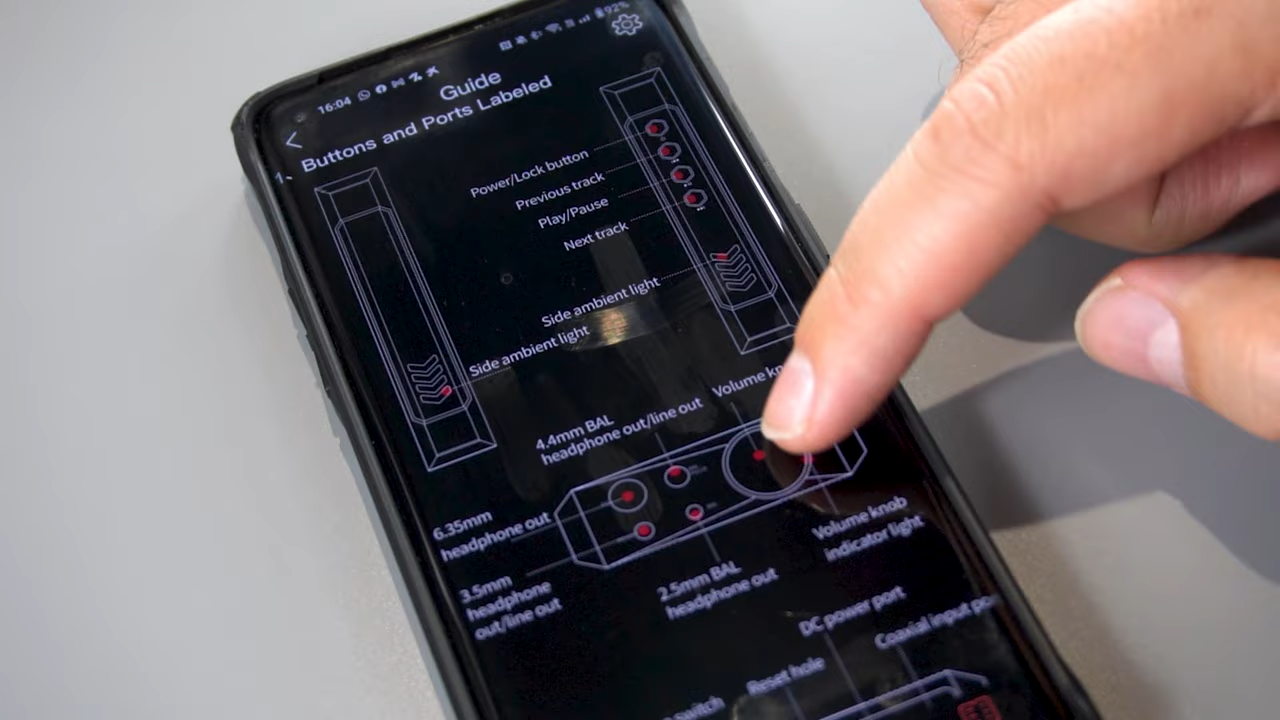 16:04
92%
Guide
1、Buttons and Ports Labeled
Power/Lock button
Previous track
Play/Pause
Next track
Side ambient light
Side ambient light
Volume
4.4mm BAL
headphone out/line out
6.35mm
headphone out
Volume knob
indicator light
3.5mm
headphone
out/line out
2.5mm BAL
headphone out
DC power port
Coaxial input
Reset hole
switch